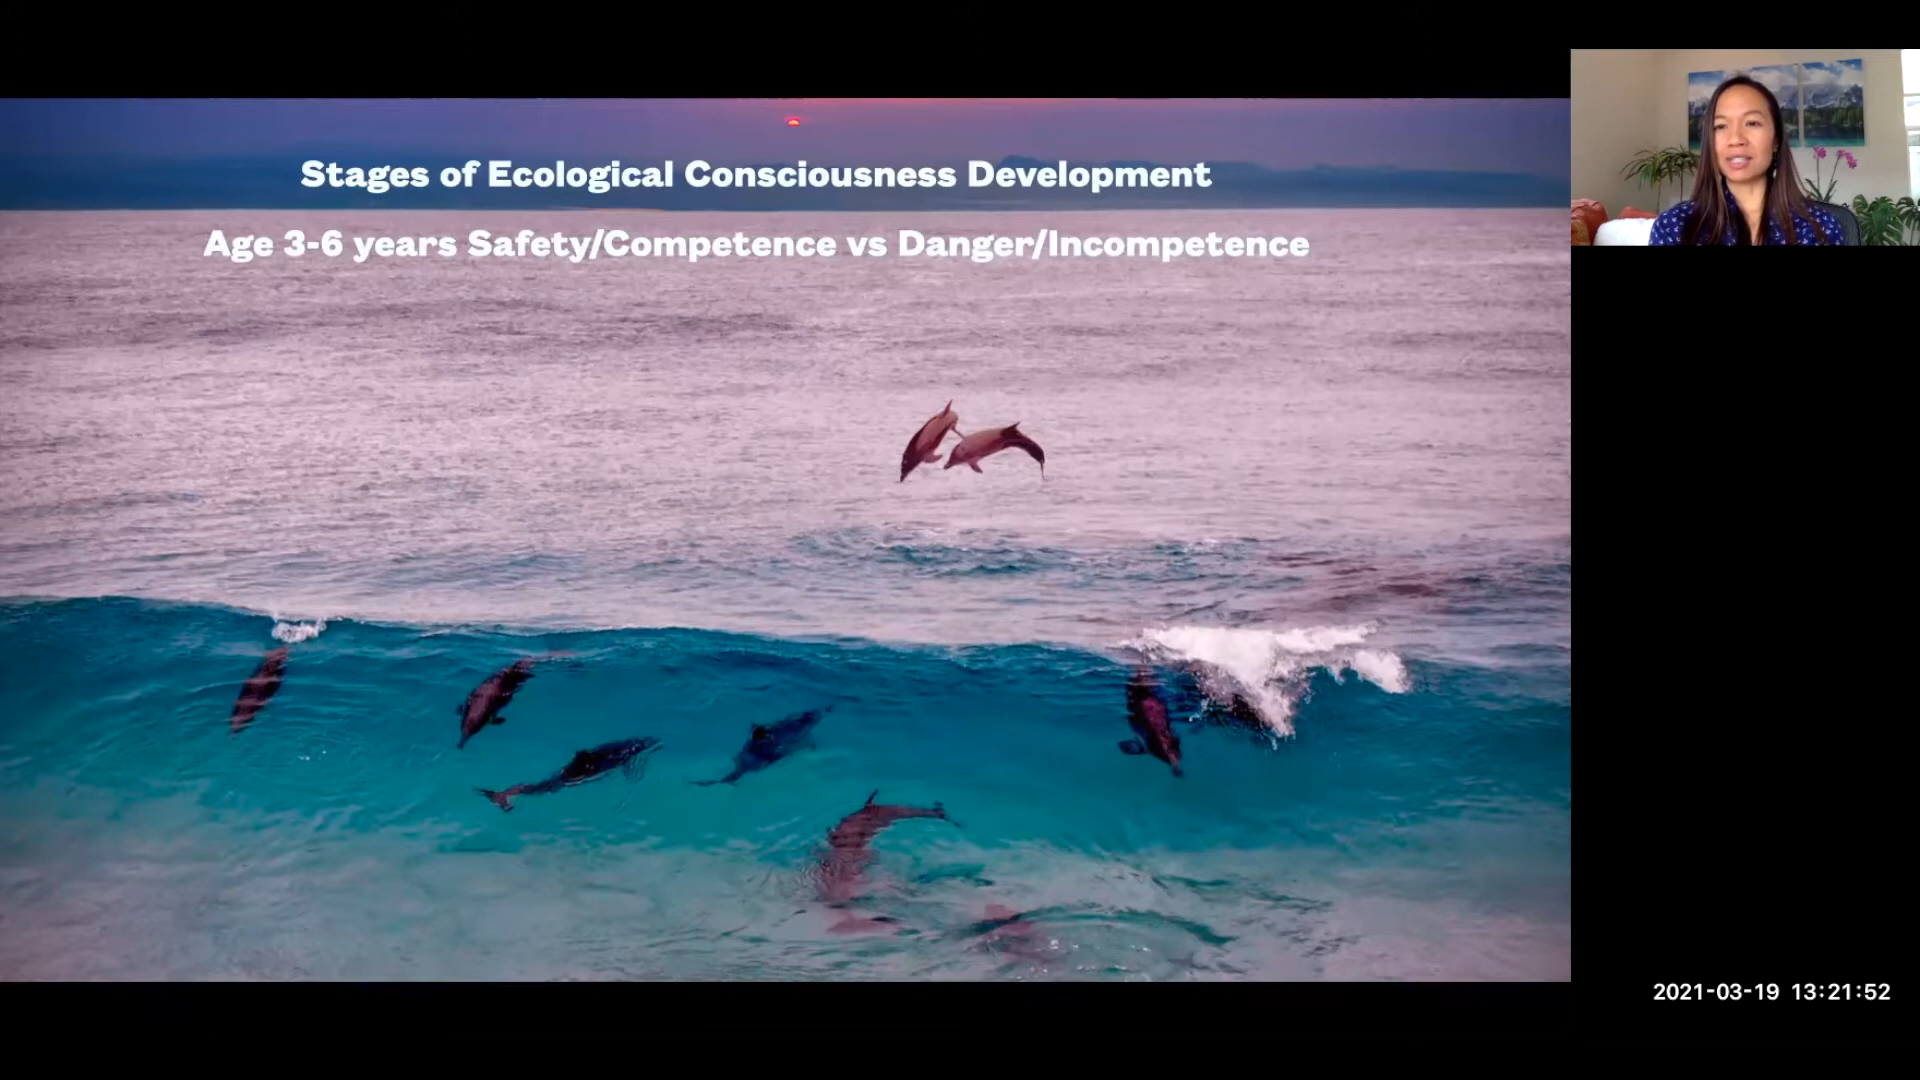 Stages of Ecological Consciousness Development
Age 3-6 years Safety/Competence vs Danger/Incompetence
2021-03-19 13:21:52